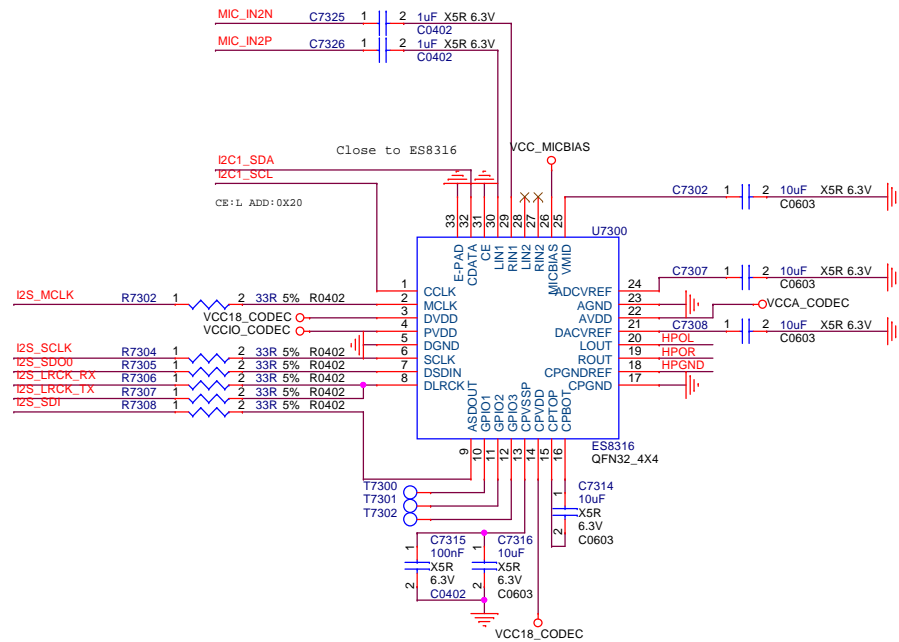 MIC_IN2N C7325 1 2 1uF X5R 6.3V
C0402
MIC_IN2P C7326 1 2 1uF X5R 6.3V
C0402
Close to ES8316
VCC_MICBIAS
I2C1_SDA
I2C1_SCL
CE:L ADD:0X20
C7302 1 2 10uF X5R 6.3V
C0603
33 32 31 30 29 28 27 26 25
U7300
E-PAD CDATA CE LIN1 RIN1 LIN2 RIN2 MICBIAS VMID
C7307 1 2 10uF X5R 6.3V
C0603
1 CCLK
ADCVREF 24
I2S_MCLK R7302 1 2 33R 5% R0402 2 MCLK
AGND 23
VCC18_CODEC 3 DVDD
AVDD 22 VCCA_CODEC
VCCIO_CODEC 4 PVDD
DACVREF 21 C7308 1 2 10uF X5R 6.3V
C0603
5 DGND
LOUT 20 HPOL
I2S_SCLK R7304 1 2 33R 5% R0402 6 SCLK
ROUT 19 HPOR
I2S_SDO0 R7305 1 2 33R 5% R0402 7 DSDIN
CPGNDREF 18 HPGND
I2S_LRCK_RX R7306 1 2 33R 5% R0402 8 DLRCK
CPGND 17
I2S_LRCK_TX R7307 1 2 33R 5% R0402
I2S_SDI R7308 1 2 33R 5% R0402
ASDOUT GPIO1 GPIO2 GPIO3 CPVSSP CPVDD CPTOP CPBOT
9 10 11 12 13 14 15 16
ES8316
QFN32_4X4
T7300
T7301
T7302
C7314
1 2
10uF
X5R
6.3V
C0603
C7315
1 2
100nF
X5R
6.3V
C0402
C7316
1 2
10uF
X5R
6.3V
C0603
VCC18_CODEC